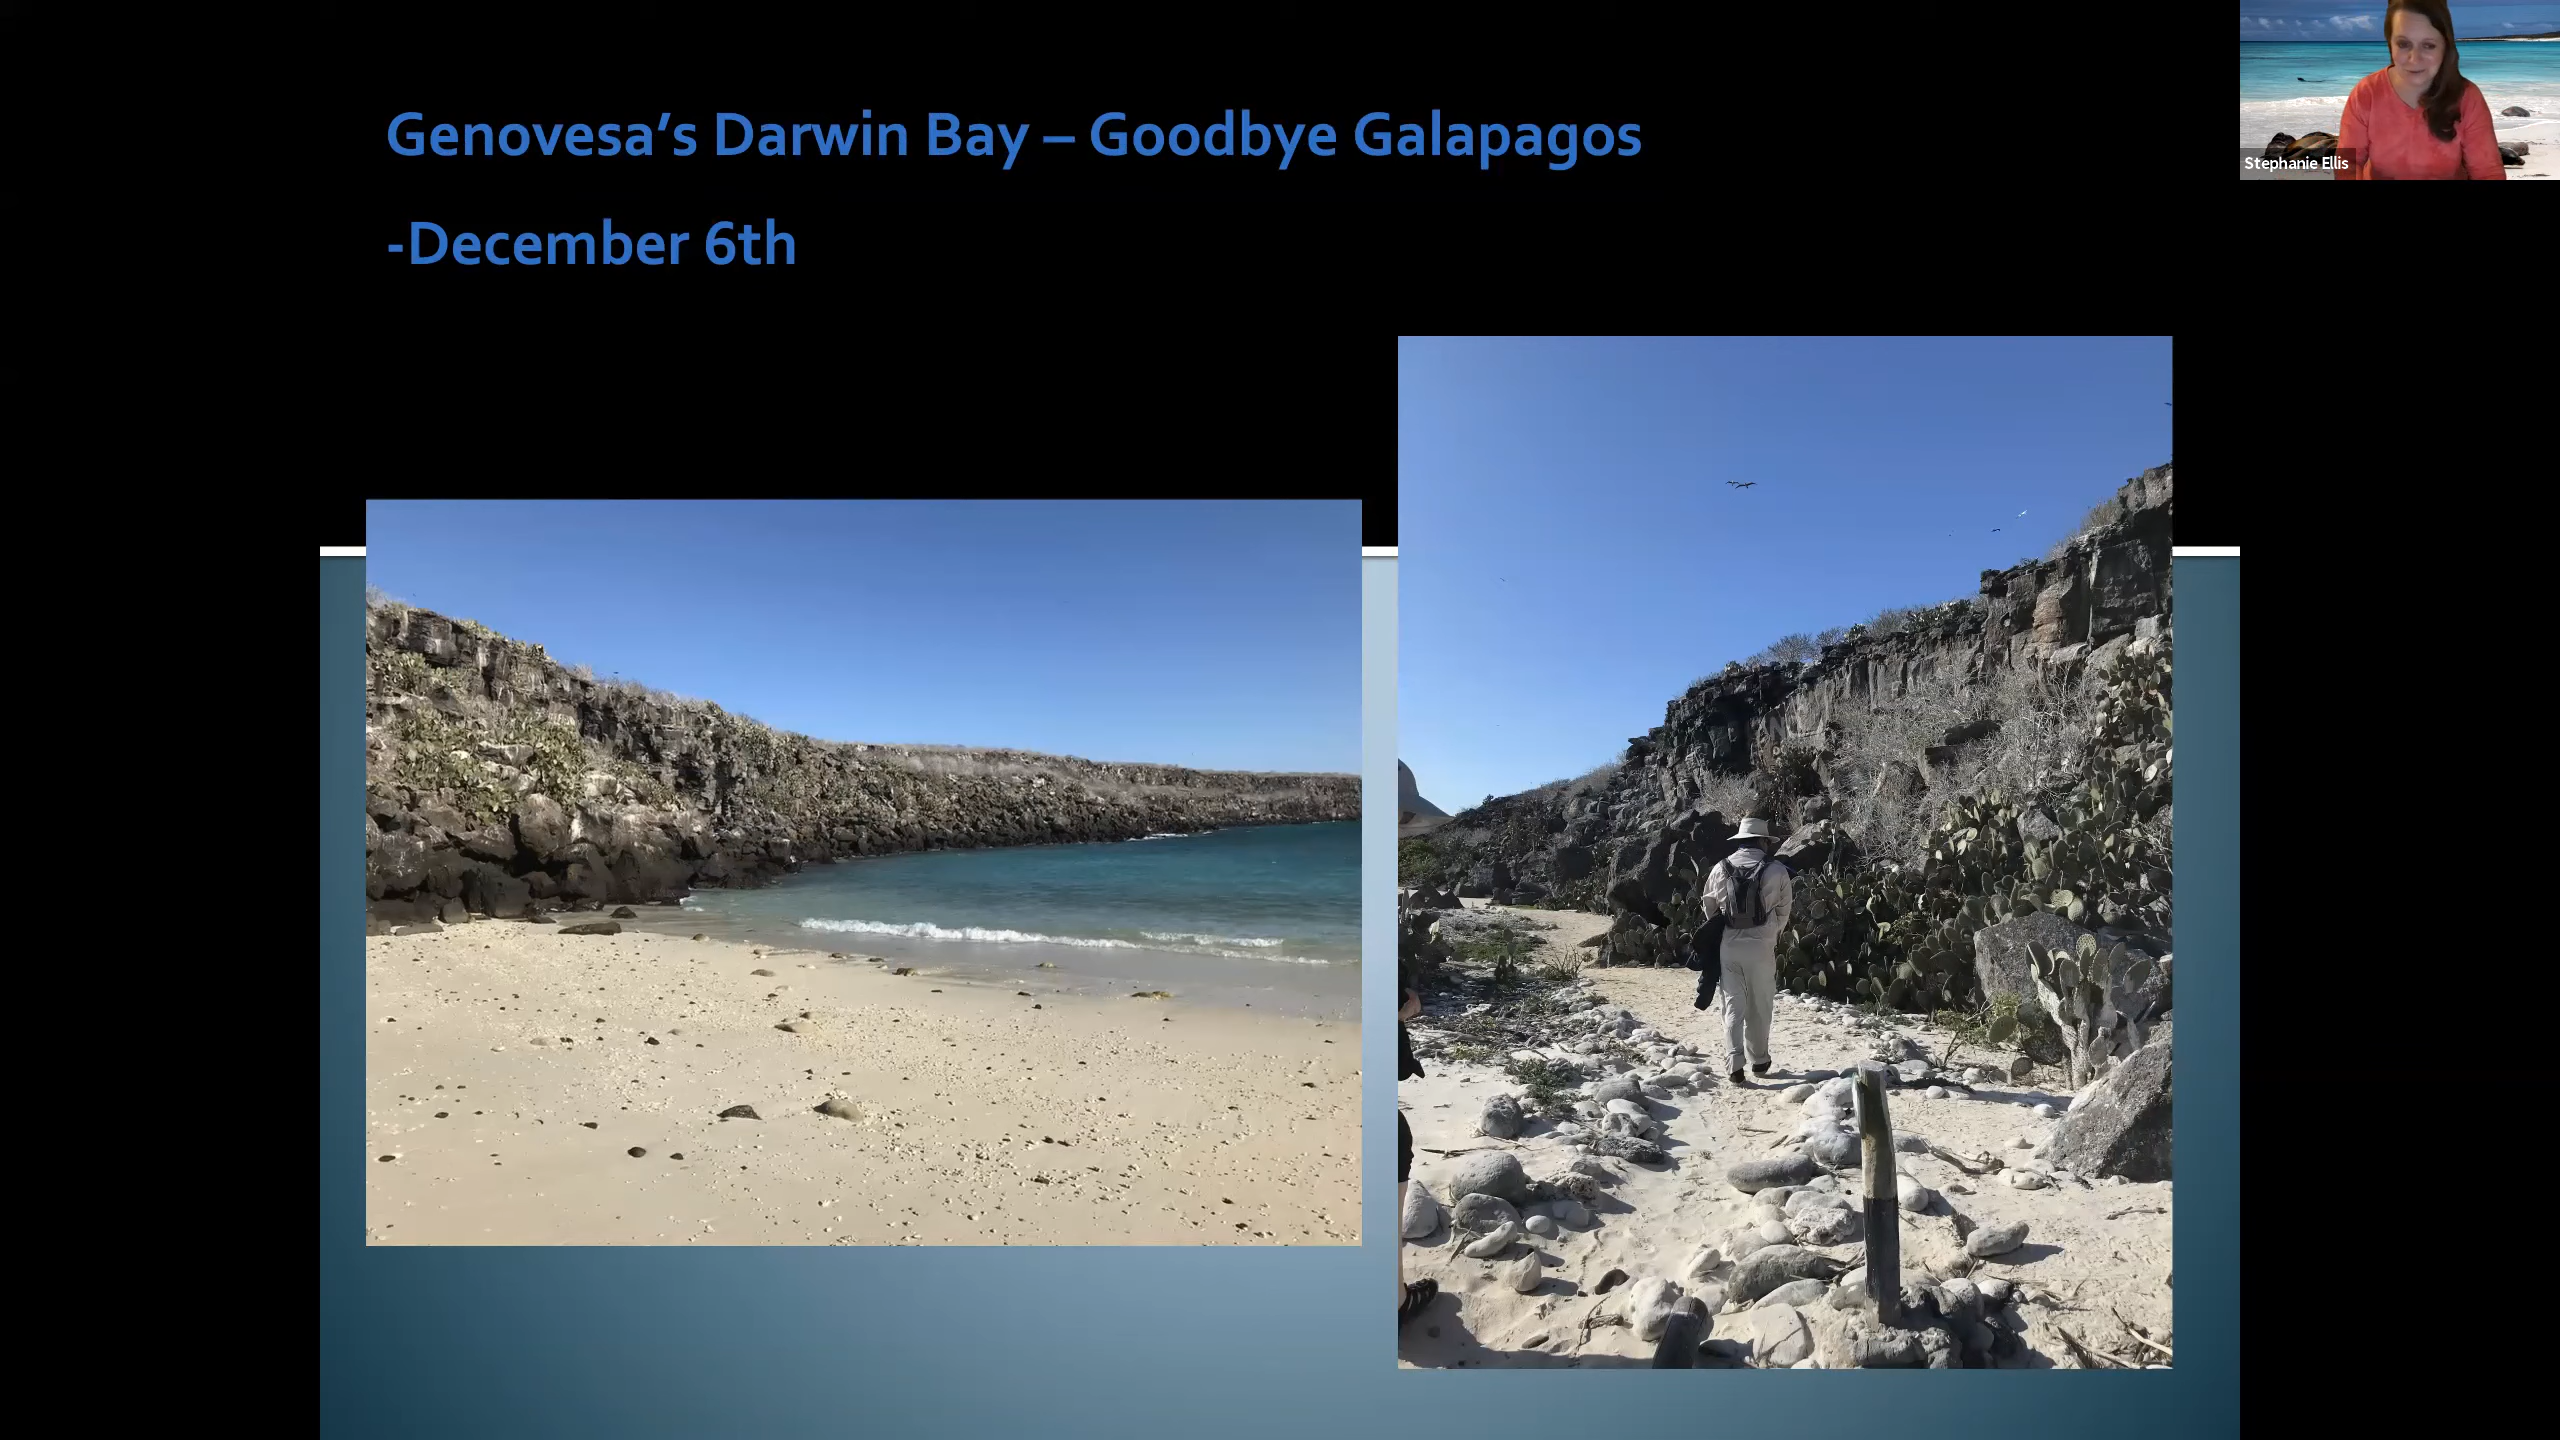 Genovesa’s Darwin Bay – Goodbye Galapagos
-December 6th
Stephanie Ellis